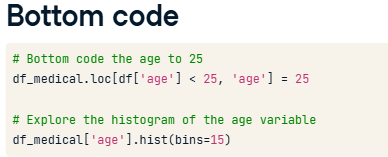 Bottom code
# Bottom code the age to 25
df_medical.loc[df['age'] < 25, 'age'] = 25
# Explore the histogram of the age variable
df_medical['age'].hist(bins=15)